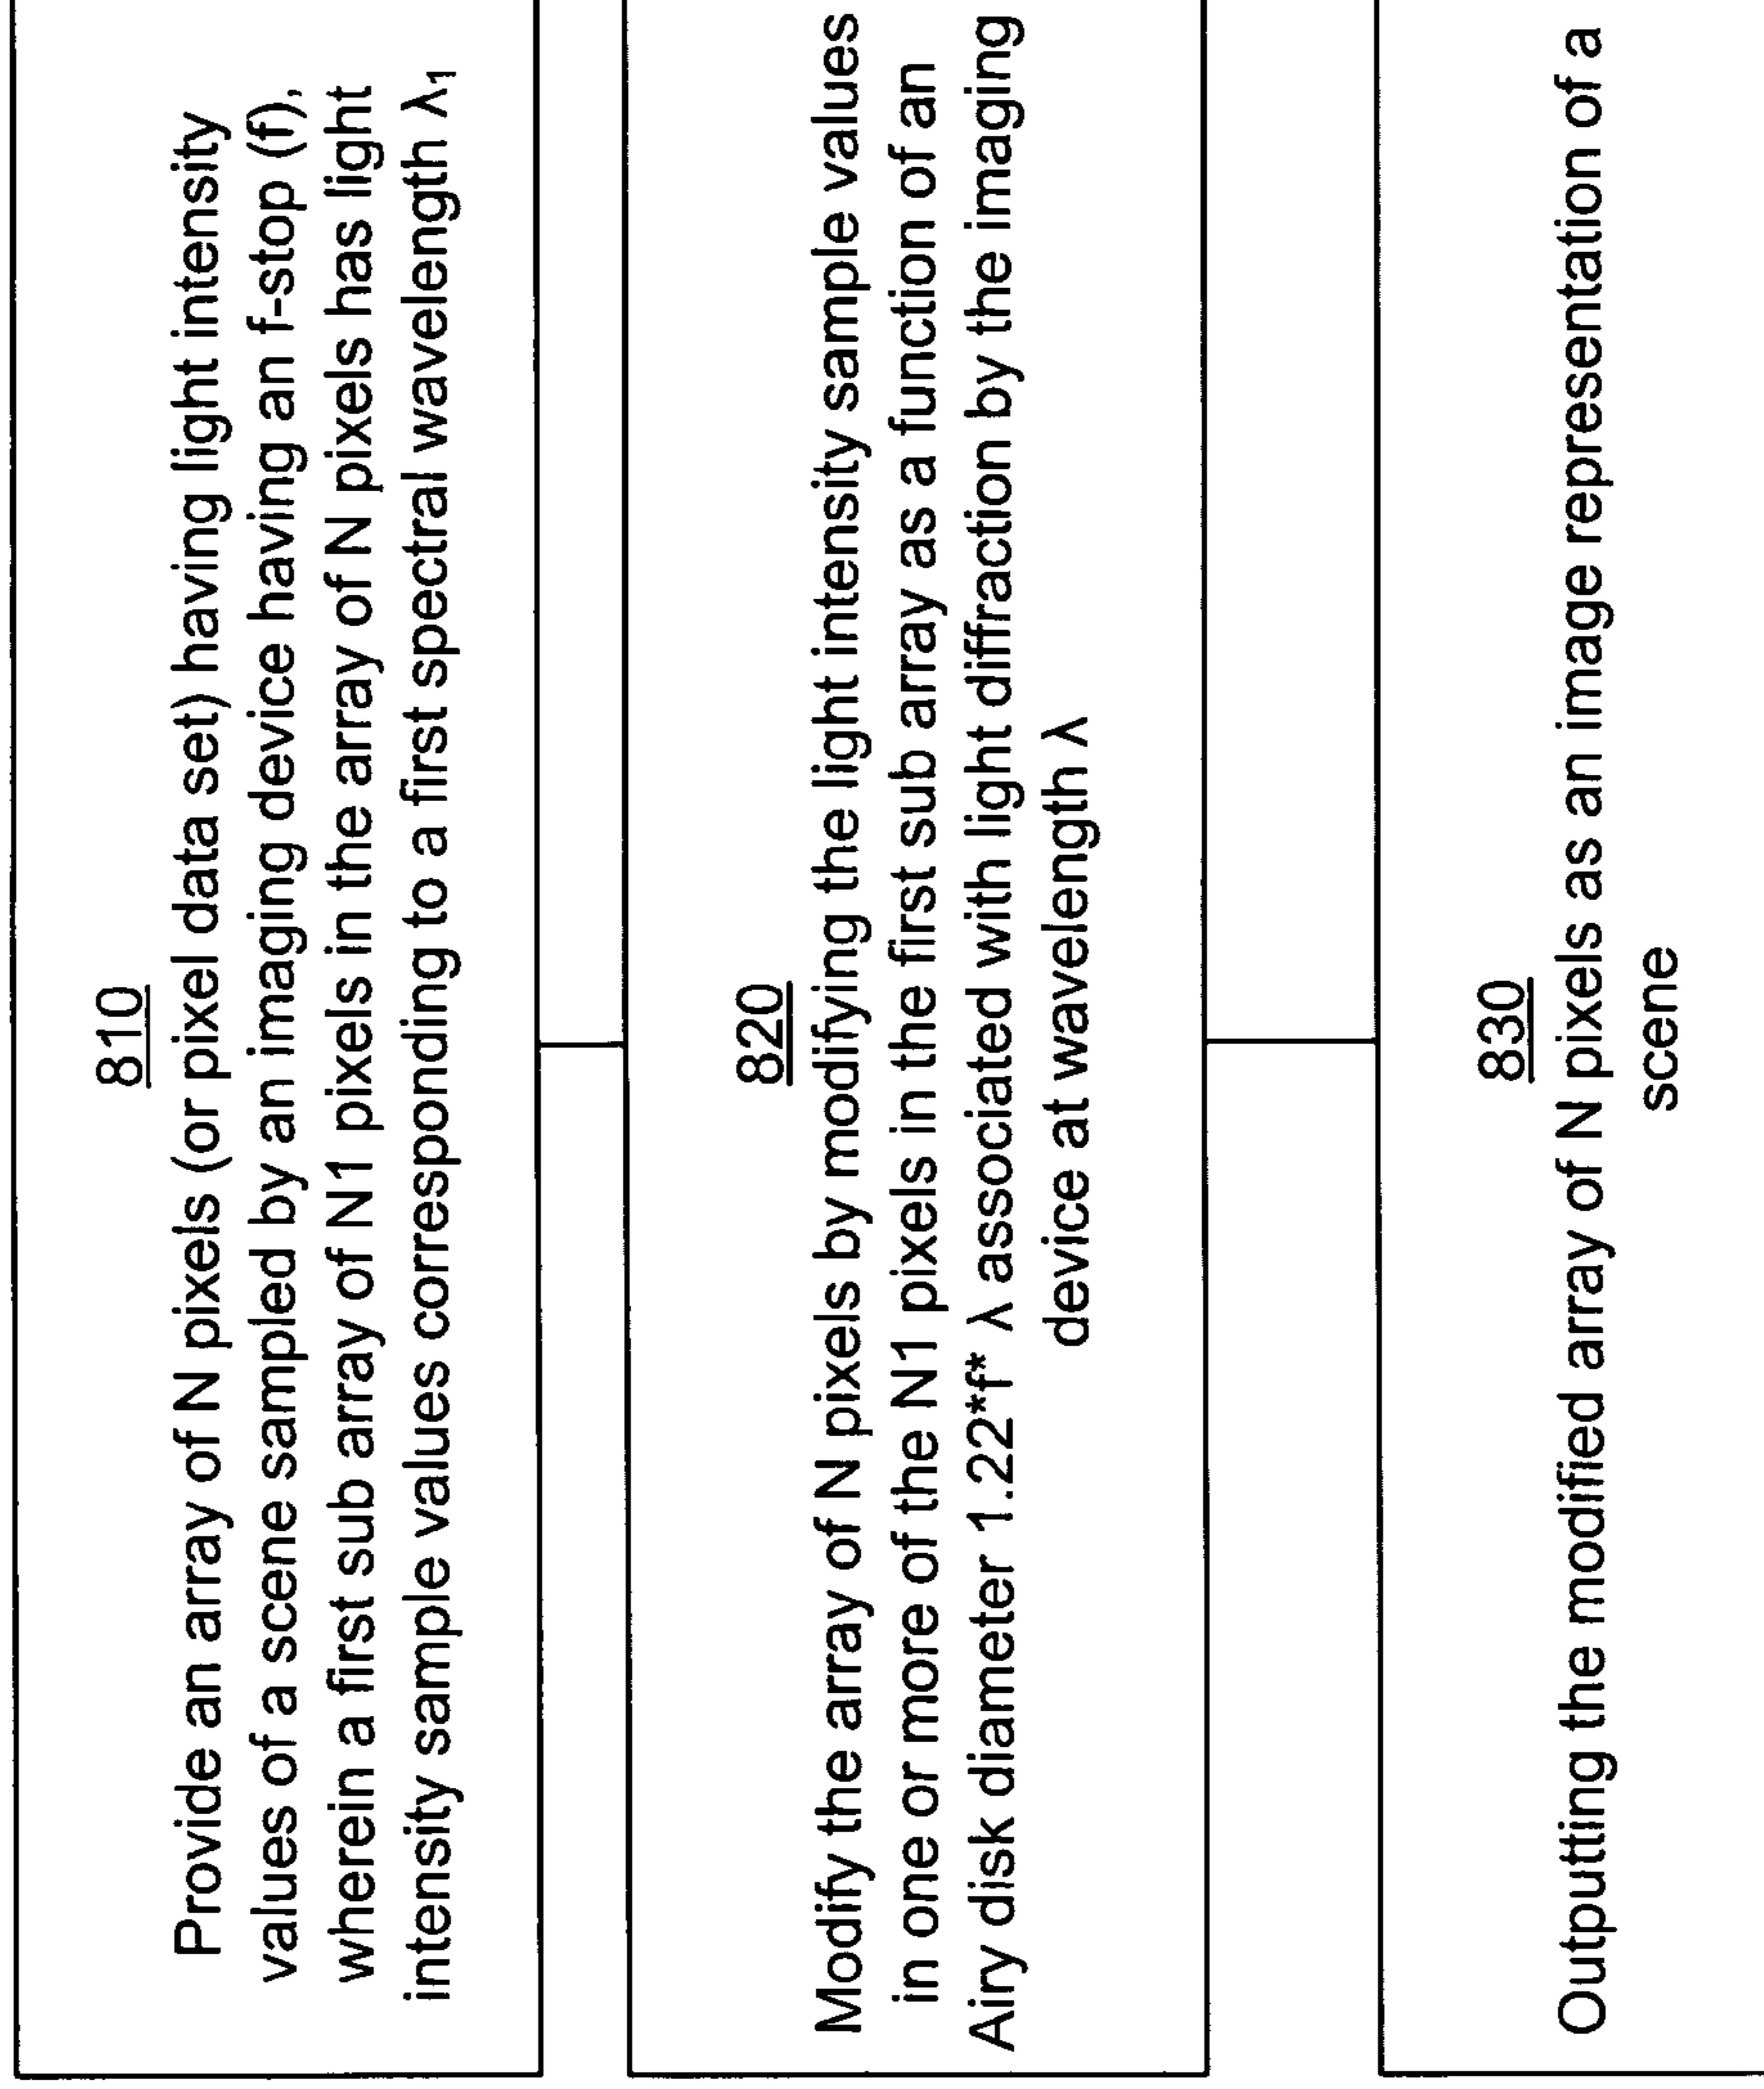 810
Provide an array of N pixels (or pixel data set) having light intensity
values of a scene sampled by an imaging device having an f-stop (f),
wherein a first sub array of N1 pixels in the array of N pixels has light
intensity sample values corresponding to a first spectral wavelength λ₁
820
Modify the array of N pixels by modifying the light intensity sample values
in one or more of the N1 pixels in the first sub array as a function of an
Airy disk diameter 1.22*f* λ associated with light diffraction by the imaging
device at wavelength λ
830
Outputting the modified array of N pixels as an image representation of a
scene